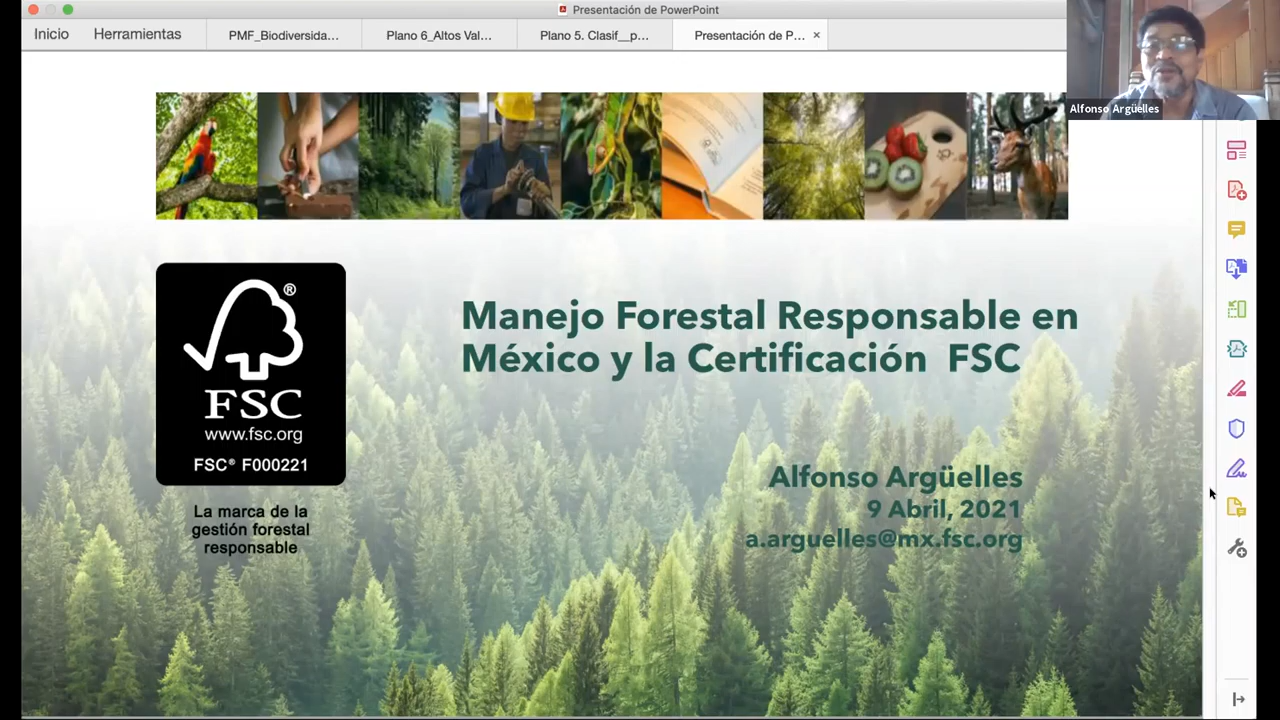 Presentación de PowerPoint
Inicio
Herramientas
PMF_Biodiversida...
Plano 6_Altos Val...
Plano 5. Clasif__p...
Presentación de P...
Alfonso Argüelles
Manejo Forestal Responsable en
México y la Certificación FSC
®
FSC
www.fsc.org
FSC® F000221
La marca de la
gestión forestal
responsable
Alfonso Argüelles
9 Abril, 2021
a.arguelles@mx.fsc.org